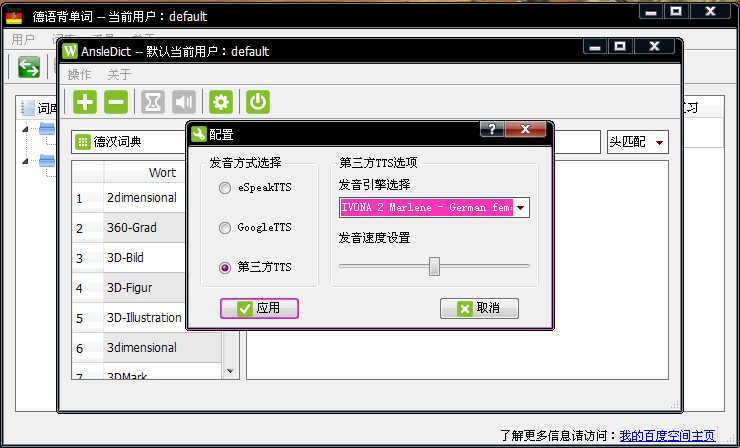 德语背单词 -- 当前用户：default
用户
AnsleDict -- 默认当前用户：default
操作 关于
词库
习
德汉词典
头匹配
配置
发音方式选择
eSpeakTTS
GoogleTTS
第三方TTS
第三方TTS选项
发音引擎选择
IVONA 2 Marlene - German fem
发音速度设置
应用
取消
Wort
1 2dimensional
2 360-Grad
3 3D-Bild
4 3D-Figur
5 3D-Illustration
6 3dimensional
7 3DMark
了解更多信息请访问：我的百度空间主页